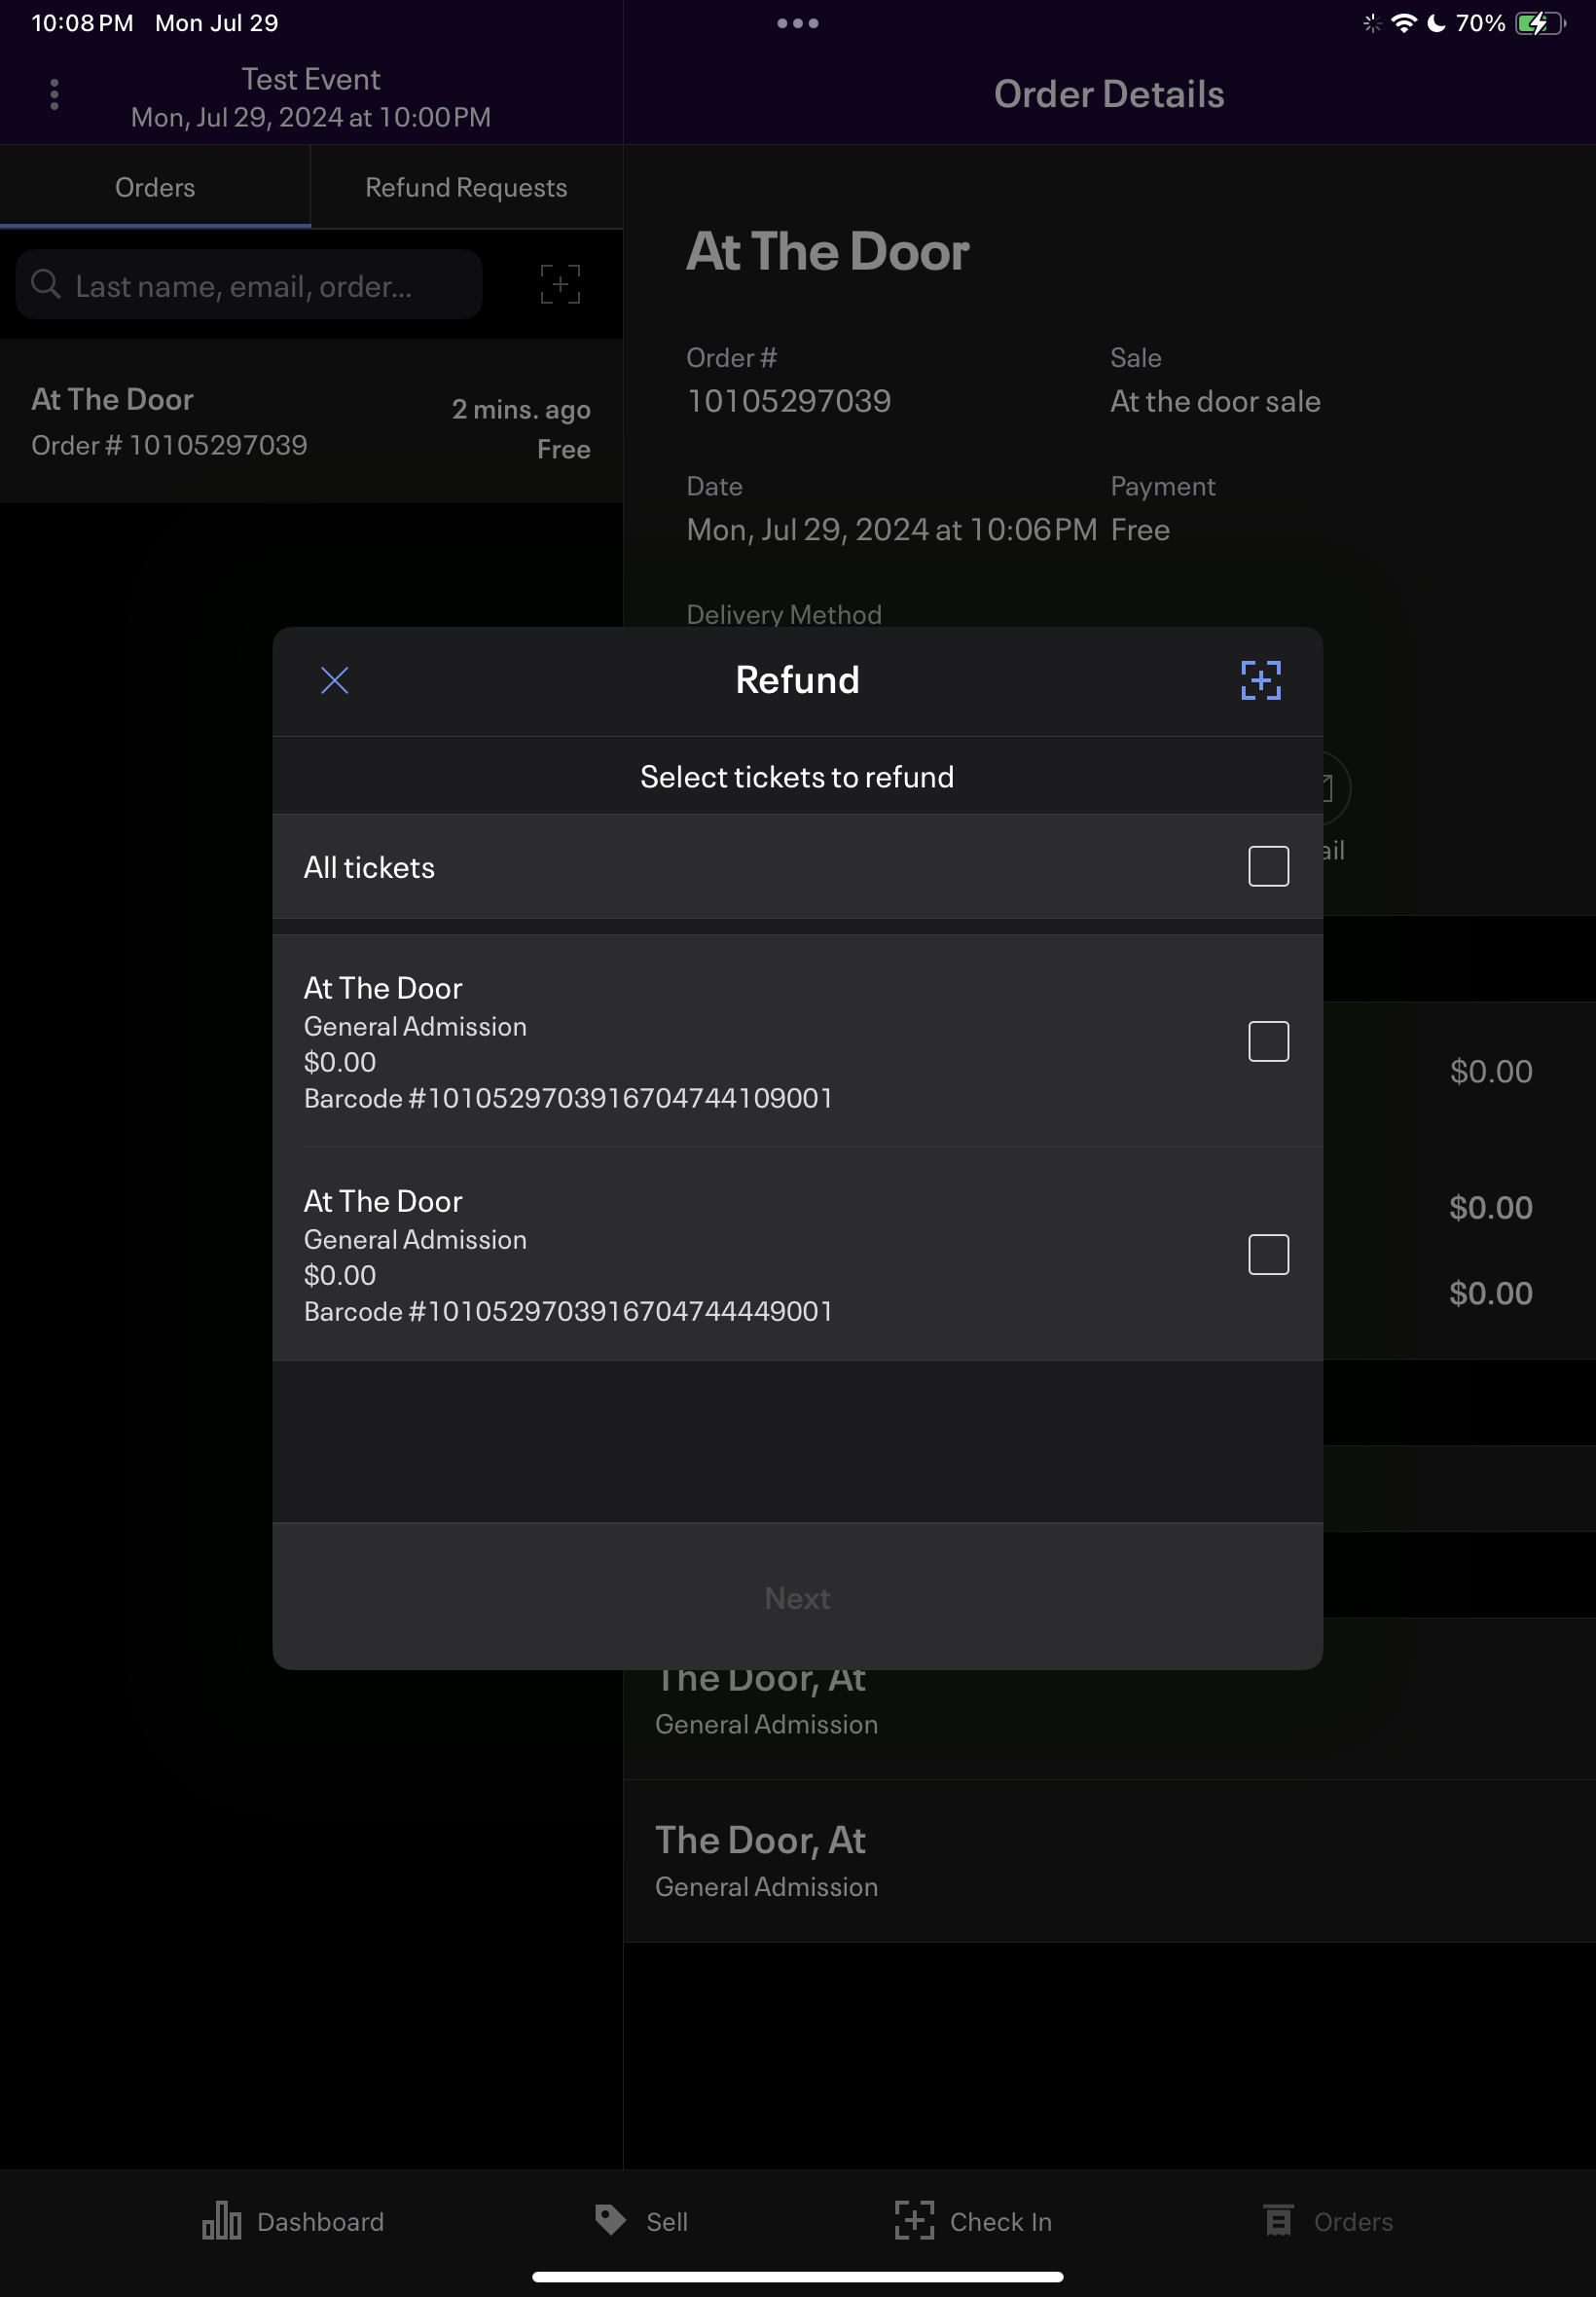 10:08 PM Mon Jul 29
70%
Test Event
Mon, Jul 29, 2024 at 10:00 PM
Order Details
Orders
Refund Requests
Last name, email, order...
At The Door
2 mins. ago
Order # 10105297039
Free
At The Door
Order #
Sale
10105297039
At the door sale
Date
Payment
Mon, Jul 29, 2024 at 10:06 PM
Free
Delivery Method
Refund
Select tickets to refund
All tickets
ail
At The Door
General Admission
$0.00
Barcode #1010529703916704744109001
At The Door
General Admission
$0.00
Barcode #1010529703916704744449001
$0.00
$0.00
$0.00
Next
The Door, At
General Admission
The Door, At
General Admission
Dashboard
Sell
Check In
Orders